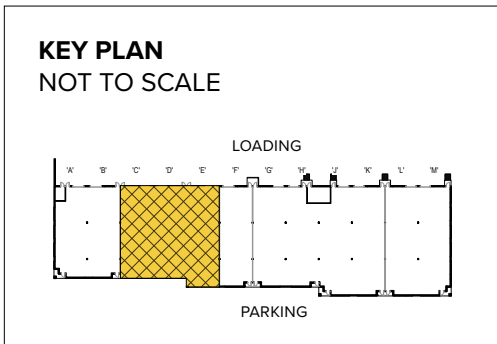 KEY PLAN
NOT TO SCALE
LOADING
'A' 'B' 'C' 'D' 'E' 'F' 'G' 'H' 'J' 'K' 'L' 'M'
PARKING